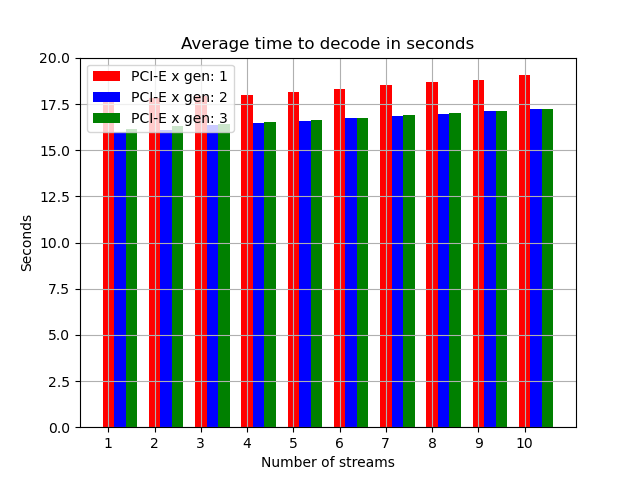 Average time to decode in seconds
PCI-E x gen: 1
PCI-E x gen: 2
PCI-E x gen: 3
20.0
17.5
15.0
12.5
10.0
7.5
5.0
2.5
0.0
Seconds
1 2 3 4 5 6 7 8 9 10
Number of streams